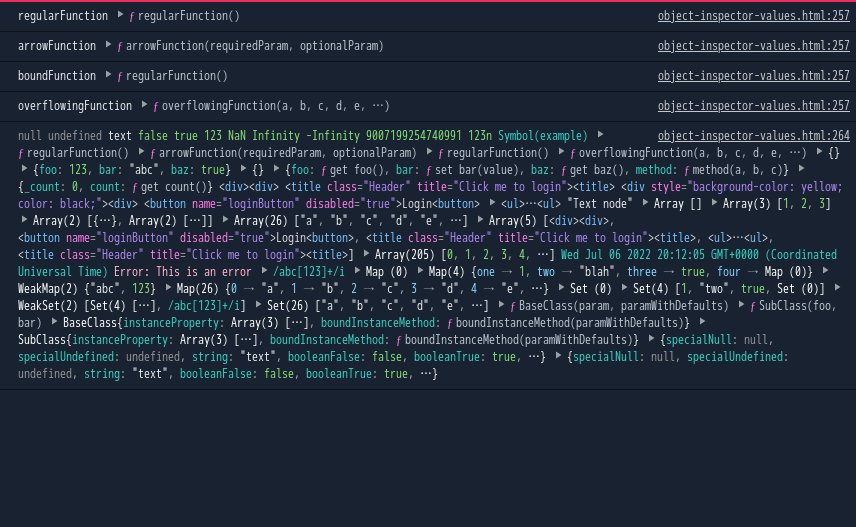 regularFunction ▶ ƒ regularFunction() object-inspector-values.html:257
arrowFunction ▶ ƒ arrowFunction(requiredParam, optionalParam) object-inspector-values.html:257
boundFunction ▶ ƒ regularFunction() object-inspector-values.html:257
overflowingFunction ▶ ƒ overflowingFunction(a, b, c, d, e, …) object-inspector-values.html:257
null undefined text false true 123 NaN Infinity -Infinity 9007199254740991 123n Symbol(example) ▶ object-inspector-values.html:264
ƒ regularFunction() ▶ ƒ arrowFunction(requiredParam, optionalParam) ▶ ƒ regularFunction() ▶ ƒ overflowingFunction(a, b, c, d, e, …) ▶ {}
▶ {foo: 123, bar: "abc", baz: true} ▶ {} ▶ {foo: ƒ get foo(), bar: ƒ set bar(value), baz: ƒ get baz(), method: ƒ method(a, b, c)} ▶
{_count: 0, count: ƒ get count()} <div><div> <title class="Header" title="Click me to login"><title> <div style="background-color: yellow;
color: black;"><div> <button name="loginButton" disabled="true">Login<button> ▶ <ul>…<ul> "Text node" ▶ Array [] ▶ Array(3) [1, 2, 3]
▶ Array(2) [{…}, Array(2) […]] ▶ Array(26) ["a", "b", "c", "d", "e", …] ▶ Array(5) [<div><div>,
<button name="loginButton" disabled="true">Login<button>, <title class="Header" title="Click me to login"><title>, <ul>…<ul>,
<title class="Header" title="Click me to login"><title>] ▶ Array(205) [0, 1, 2, 3, 4, …] Wed Jul 06 2022 20:12:05 GMT+0000 (Coordinated
Universal Time) Error: This is an error ▶ /abc[123]+/i ▶ Map (0) ▶ Map(4) {one → 1, two → "blah", three → true, four → Map (0)} ▶
WeakMap(2) {"abc", 123} ▶ Map(26) {0 → "a", 1 → "b", 2 → "c", 3 → "d", 4 → "e", …} ▶ Set (0) ▶ Set(4) [1, "two", true, Set (0)] ▶
WeakSet(2) [Set(4) […], /abc[123]+/i] ▶ Set(26) ["a", "b", "c", "d", "e", …] ▶ ƒ BaseClass(param, paramWithDefaults) ▶ ƒ SubClass(foo,
bar) ▶ BaseClass{instanceProperty: Array(3) […], boundInstanceMethod: ƒ boundInstanceMethod(paramWithDefaults)} ▶
SubClass{instanceProperty: Array(3) […], boundInstanceMethod: ƒ boundInstanceMethod(paramWithDefaults)} ▶ {specialNull: null,
specialUndefined: undefined, string: "text", booleanFalse: false, booleanTrue: true, …} ▶ {specialNull: null, specialUndefined:
undefined, string: "text", booleanFalse: false, booleanTrue: true, …}